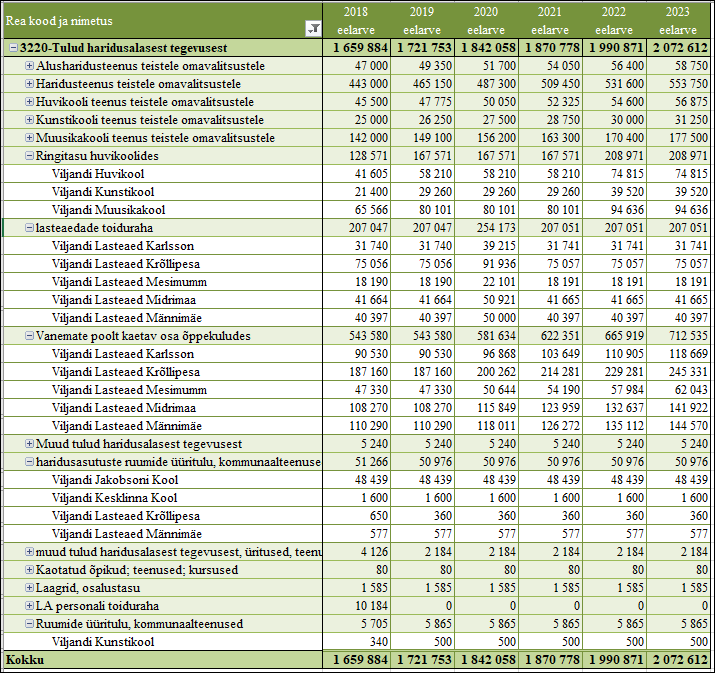 Rea kood ja nimetus 2018 eelarve 2019 eelarve 2020 eelarve 2021 eelarve 2022 eelarve 2023 eelarve
3220-Tulud haridusalasest tegevusest 1 659 884 1 721 753 1 842 058 1 870 778 1 990 871 2 072 612
Alusharidusteenus teistele omavalitsustele 47 000 49 350 51 700 54 050 56 400 58 750
Haridusteenus teistele omavalitsustele 443 000 465 150 487 300 509 450 531 600 553 750
Huvikooli teenus teistele omavalitsustele 45 500 47 775 50 050 52 325 54 600 56 875
Kunstikooli teenus teistele omavalitsustele 25 000 26 250 27 500 28 750 30 000 31 250
Muusikakooli teenus teistele omavalitsustele 142 000 149 100 156 200 163 300 170 400 177 500
Ringitasu huvikoolides 128 571 167 571 167 571 167 571 208 971 208 971
Viljandi Huvikool 41 605 58 210 58 210 58 210 74 815 74 815
Viljandi Kunstikool 21 400 29 260 29 260 29 260 39 520 39 520
Viljandi Muusikakool 65 566 80 101 80 101 80 101 94 636 94 636
lasteaedade toiduraha 207 047 207 047 254 173 207 051 207 051 207 051
Viljandi Lasteaed Karlsson 31 740 31 740 39 215 31 741 31 741 31 741
Viljandi Lasteaed Krõllipesa 75 056 75 056 91 936 75 057 75 057 75 057
Viljandi Lasteaed Mesimumm 18 190 18 190 22 101 18 191 18 191 18 191
Viljandi Lasteaed Midrimaa 41 664 41 664 50 921 41 665 41 665 41 665
Viljandi Lasteaed Männimäe 40 397 40 397 50 000 40 397 40 397 40 397
Vanemate poolt kaetav osa õppekuludes 543 580 543 580 581 634 622 351 665 919 712 535
Viljandi Lasteaed Karlsson 90 530 90 530 96 868 103 649 110 905 118 669
Viljandi Lasteaed Krõllipesa 187 160 187 160 200 262 214 281 229 281 245 331
Viljandi Lasteaed Mesimumm 47 330 47 330 50 644 54 190 57 984 62 043
Viljandi Lasteaed Midrimaa 108 270 108 270 115 849 123 959 132 637 141 922
Viljandi Lasteaed Männimäe 110 290 110 290 118 011 126 272 135 112 144 570
Muud tulud haridusalasest tegevusest 5 240 5 240 5 240 5 240 5 240 5 240
haridusasutuste ruumide üüritulu, kommunaalteenuse 51 266 50 976 50 976 50 976 50 976 50 976
Viljandi Jakobsoni Kool 48 439 48 439 48 439 48 439 48 439 48 439
Viljandi Kesklinna Kool 1 600 1 600 1 600 1 600 1 600 1 600
Viljandi Lasteaed Krõllipesa 650 360 360 360 360 360
Viljandi Lasteaed Männimäe 577 577 577 577 577 577
muud tulud haridusalasest tegevusest, üritused, teenu 4 126 2 184 2 184 2 184 2 184 2 184
Kaotatud õpikud; teenused; kursused 80 80 80 80 80 80
Laagrid, osalustasu 1 585 1 585 1 585 1 585 1 585 1 585
LA personali toiduraha 10 184 0 0 0 0 0
Ruumide üüritulu, kommunaalteenused 5 705 5 865 5 865 5 865 5 865 5 865
Viljandi Kunstikool 340 500 500 500 500 500
Kokku 1 659 884 1 721 753 1 842 058 1 870 778 1 990 871 2 072 612